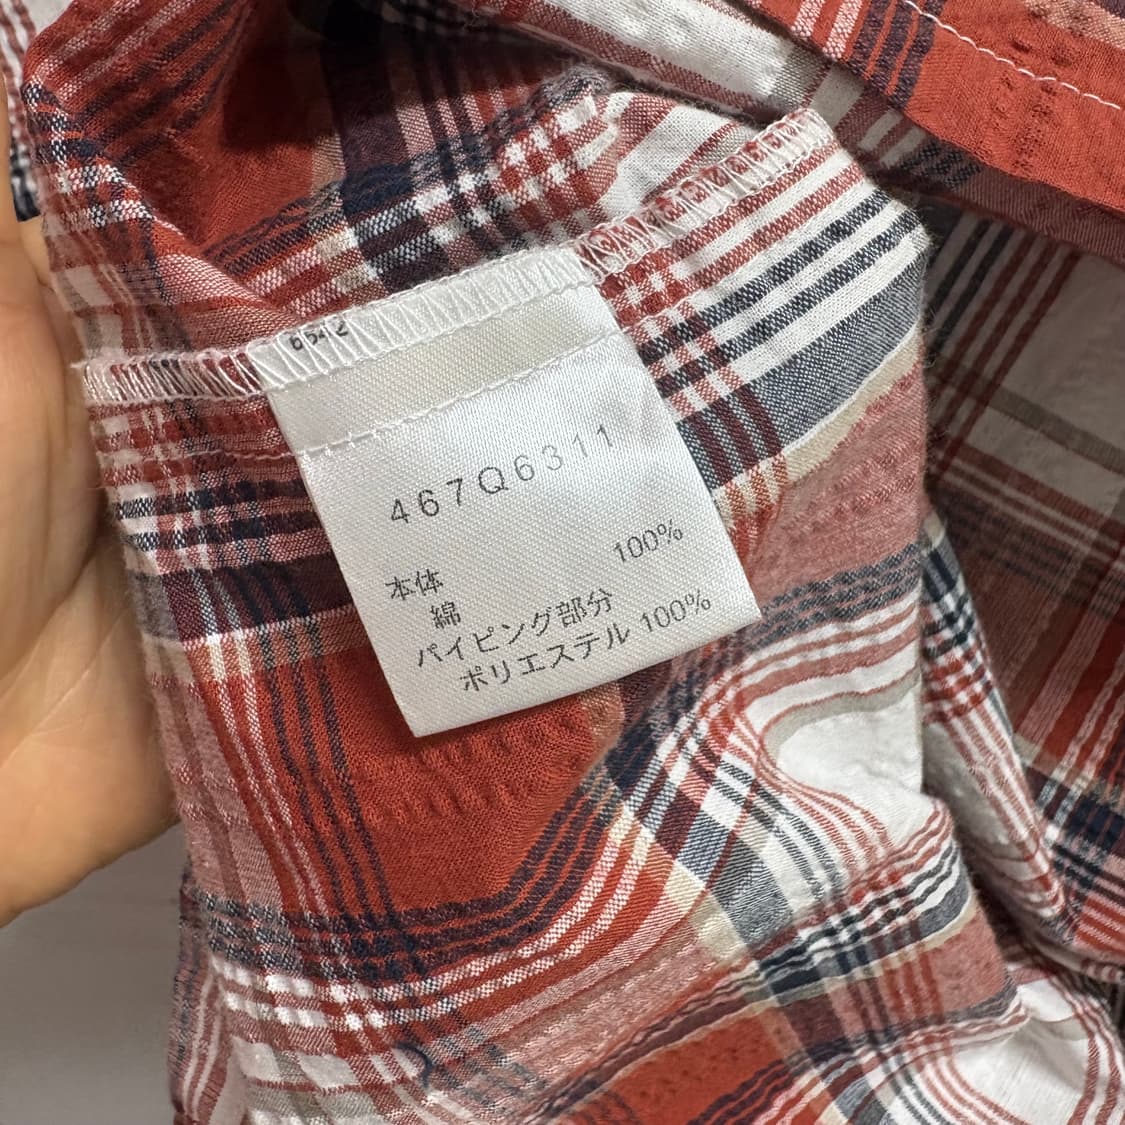 467Q6311
本体
綿 100%
パイピング部分
ポリエステル 100%